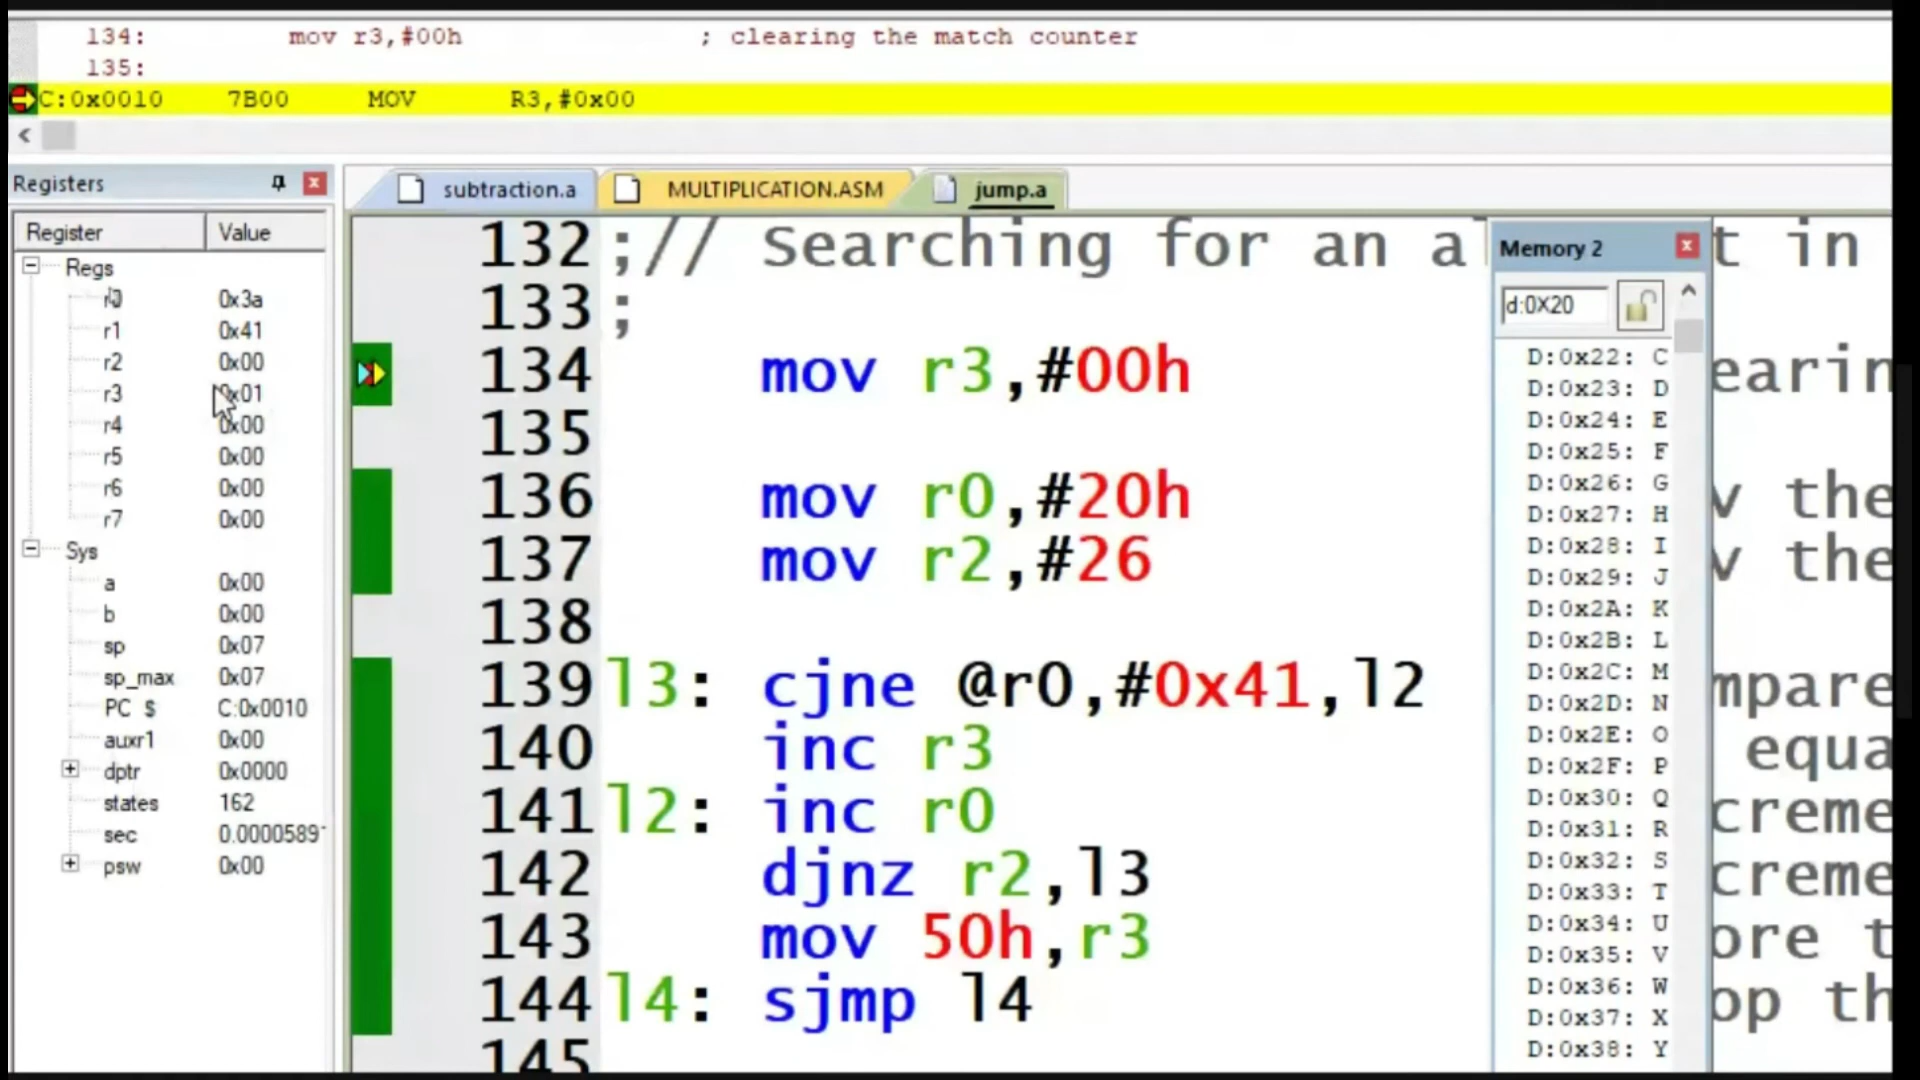 134:          mov r3,#00h               ; clearing the match counter
135:
C:0x0010    7B00     MOV      R3,#0x00
Registers
subtraction.a
MULTIPLICATION.ASM
jump.a
Register Value
Regs
r0 0x3a
r1 0x41
r2 0x00
r3 0x01
r4 0x00
r5 0x00
r6 0x00
r7 0x00
Sys
a 0x00
b 0x00
sp 0x07
sp_max 0x07
PC $ C:0x0010
auxr1 0x00
dptr 0x0000
states 162
sec 0.0000589
psw 0x00
132 ;// Searching for an al t in
133 ;
134 mov r3,#00h earin
135
136 mov r0,#20h v the
137 mov r2,#26 v the
138
139 l3: cjne @r0,#0x41,l2 mpare
140 inc r3 equa
141 l2: inc r0 creme
142 djnz r2,l3 creme
143 mov 50h,r3 ore t
144 l4: sjmp l4 op th
145
Memory 2
d:0X20
D:0x22: C
D:0x23: D
D:0x24: E
D:0x25: F
D:0x26: G
D:0x27: H
D:0x28: I
D:0x29: J
D:0x2A: K
D:0x2B: L
D:0x2C: M
D:0x2D: N
D:0x2E: O
D:0x2F: P
D:0x30: Q
D:0x31: R
D:0x32: S
D:0x33: T
D:0x34: U
D:0x35: V
D:0x36: W
D:0x37: X
D:0x38: Y